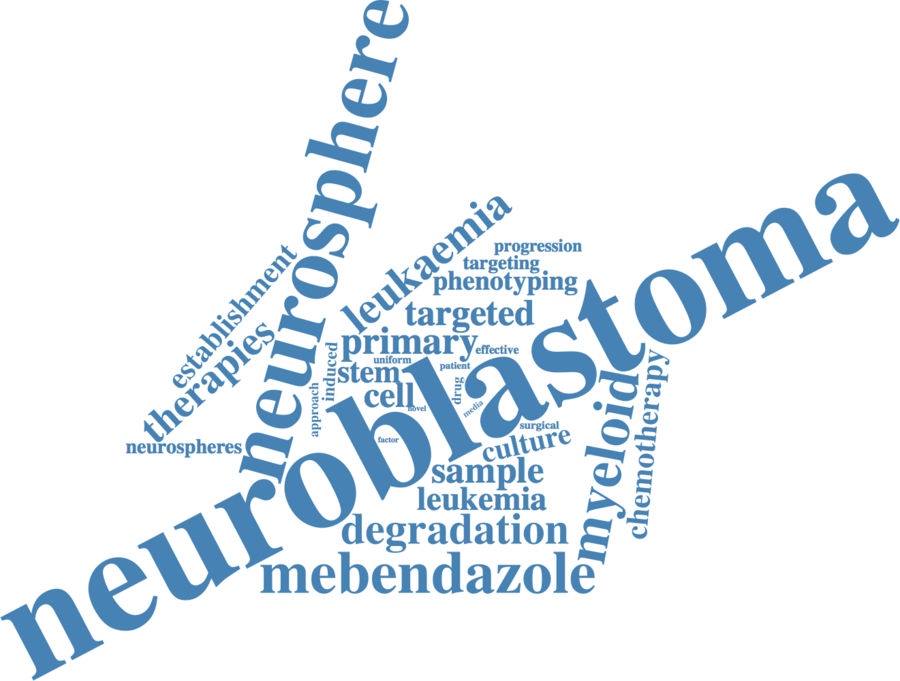 neurosphere
leukaemia
progression
targeting
establishment
phenotyping
targeted
therapies
primary
effective
uniform
patient
induced
stem
cell
drug
approach
novel
media
neuroblastoma
surgical
factor
neurospheres
culture
myeloid
chemotherapy
sample
leukemia
degradation
mebendazole